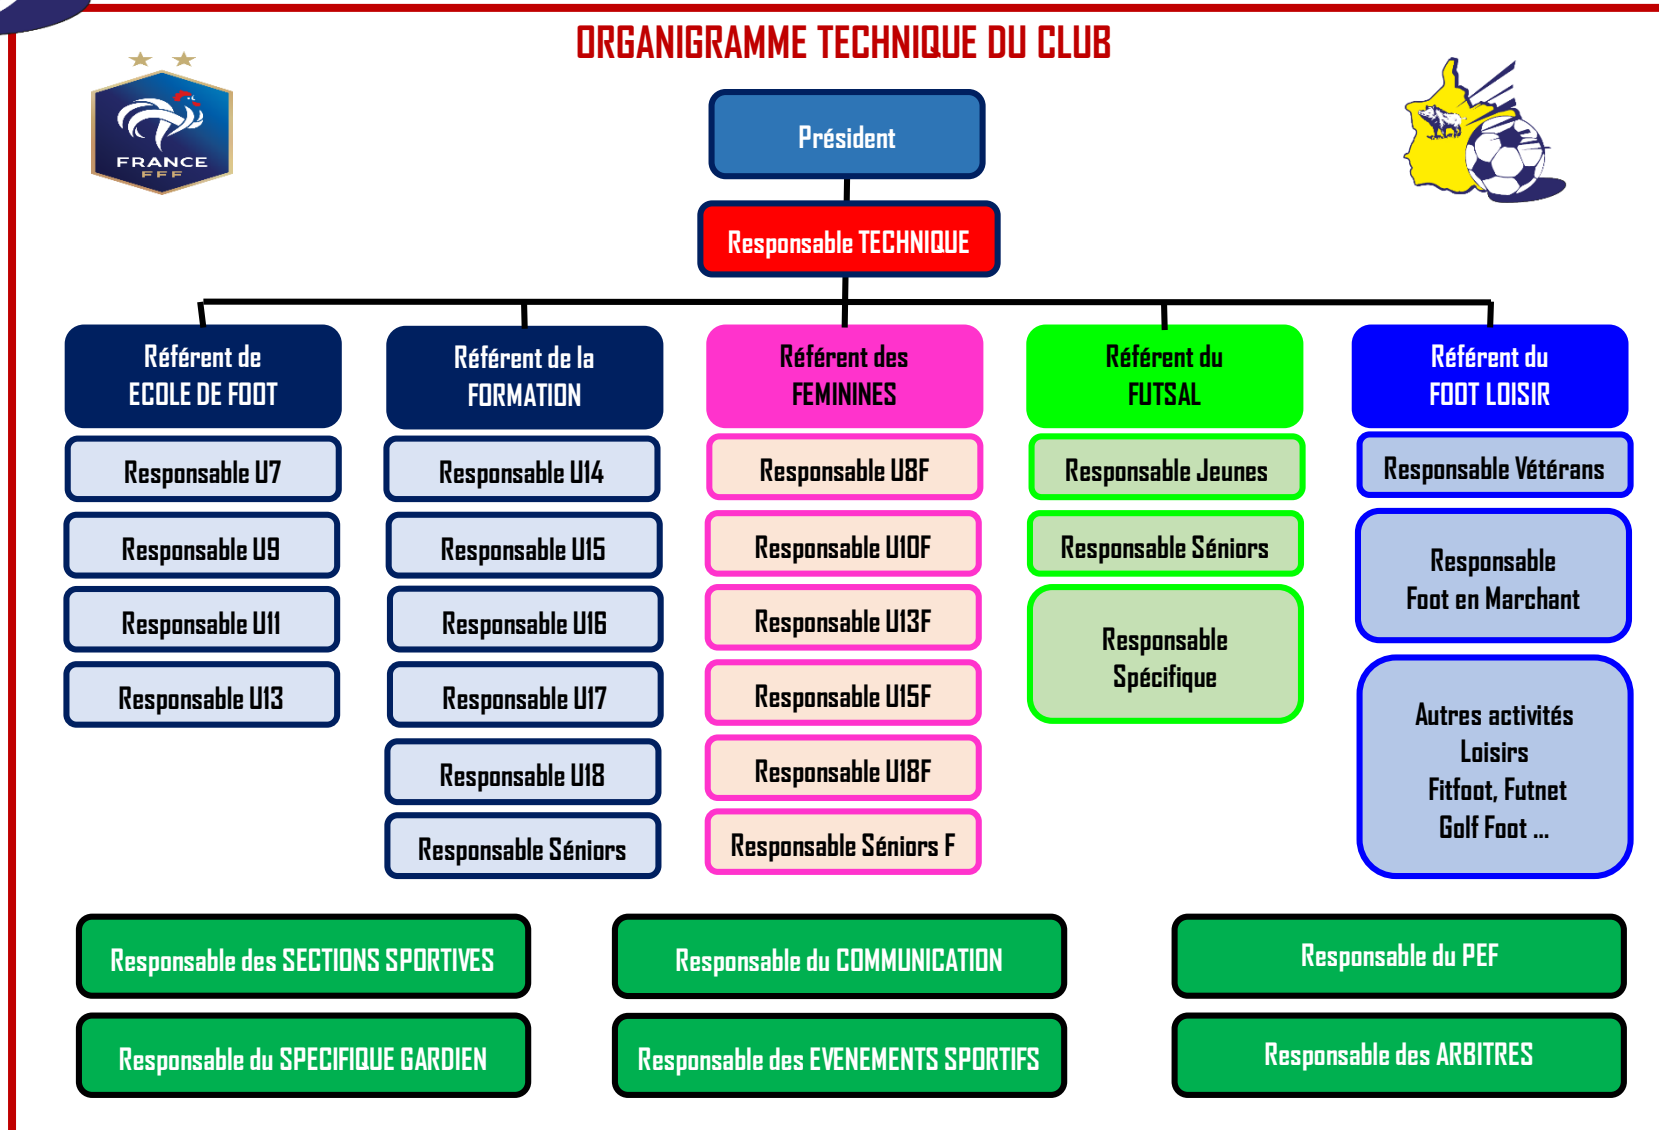 ORGANIGRAMME TECHNIQUE DU CLUB
FRANCE
FFF
Président
Responsable TECHNIQUE
Référent de
ECOLE DE FOOT
Responsable U7
Responsable U9
Responsable U11
Responsable U13
Référent de la
FORMATION
Responsable U14
Responsable U15
Responsable U16
Responsable U17
Responsable U18
Responsable Séniors
Référent des
FEMININES
Responsable U8F
Responsable U10F
Responsable U13F
Responsable U15F
Responsable U18F
Responsable Séniors F
Référent du
FUTSAL
Responsable Jeunes
Responsable Séniors
Responsable
Spécifique
Référent du
FOOT LOISIR
Responsable Vétérans
Responsable
Foot en Marchant
Autres activités
Loisirs
Fitfoot, Futnet
Golf Foot ...
Responsable des SECTIONS SPORTIVES
Responsable du COMMUNICATION
Responsable du PEF
Responsable du SPECIFIQUE GARDIEN
Responsable des EVENEMENTS SPORTIFS
Responsable des ARBITRES